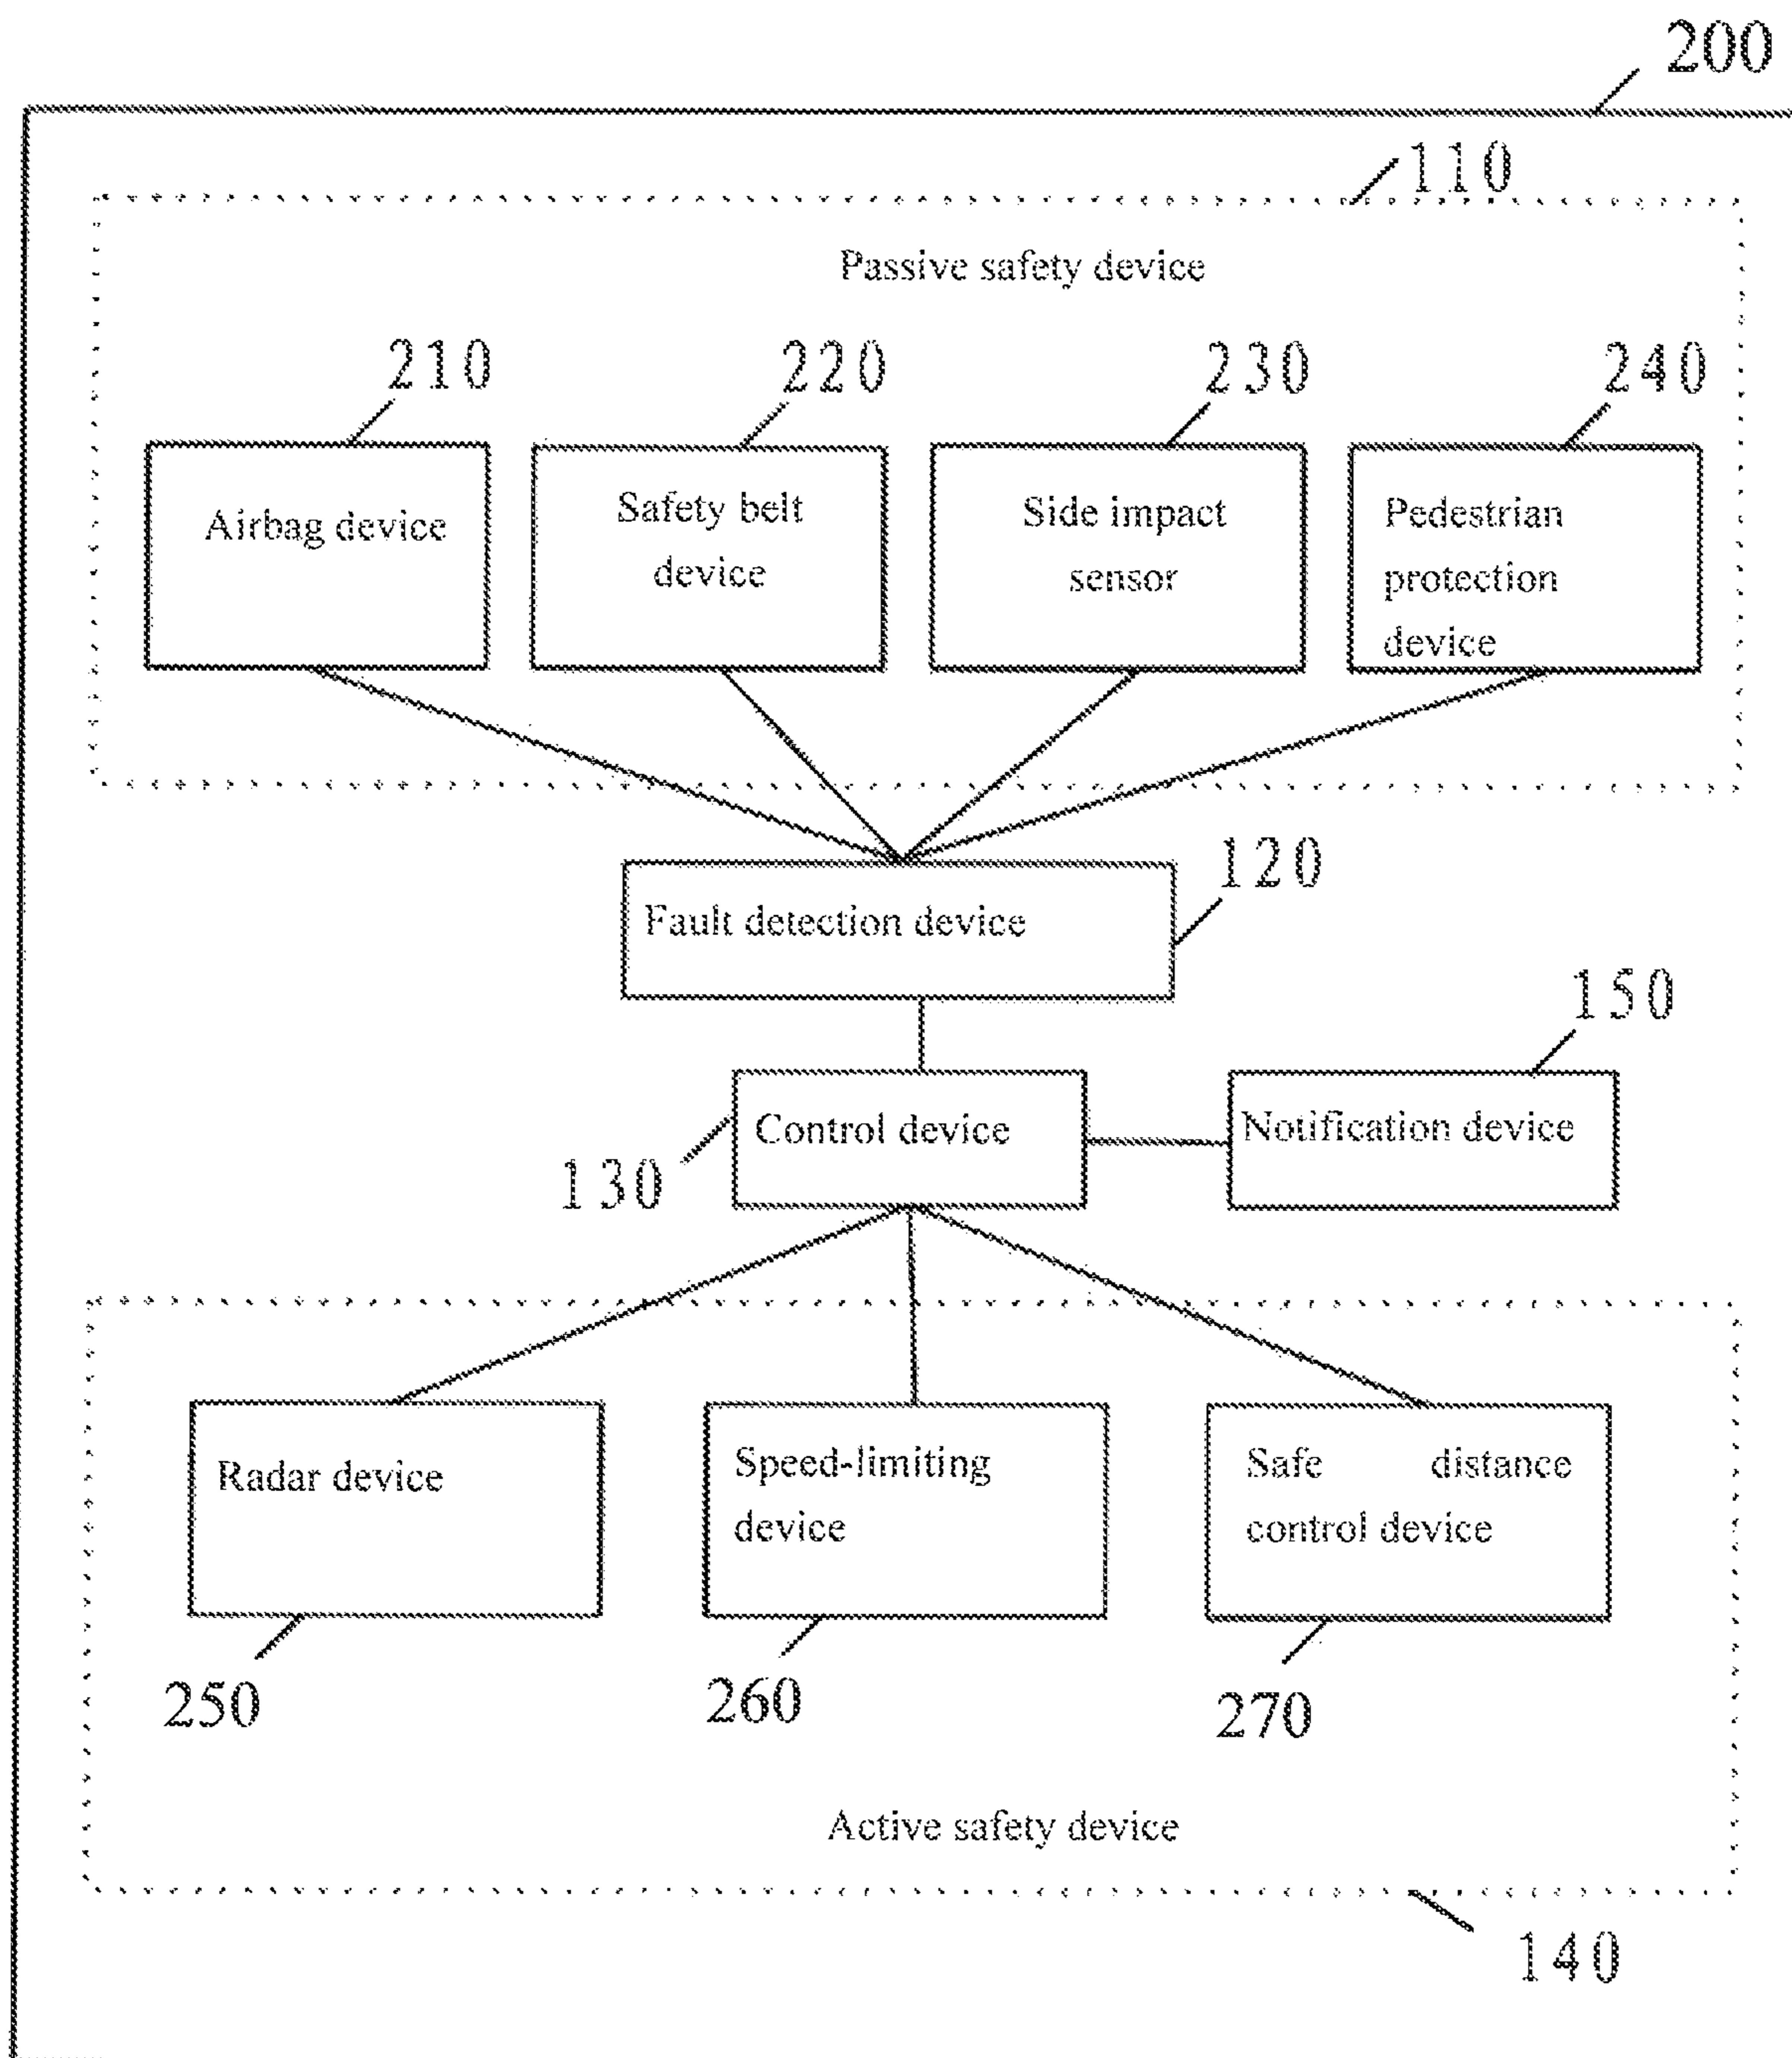 200
110
Passive safety device
210
220
230
240
Airbag device
Safety belt
device
Side impact
sensor
Pedestrian
protection
device
120
Fault detection device
150
Control device
Notification device
130
Radar device
Speed-limiting
device
Safe distance
control device
250
260
270
Active safety device
140